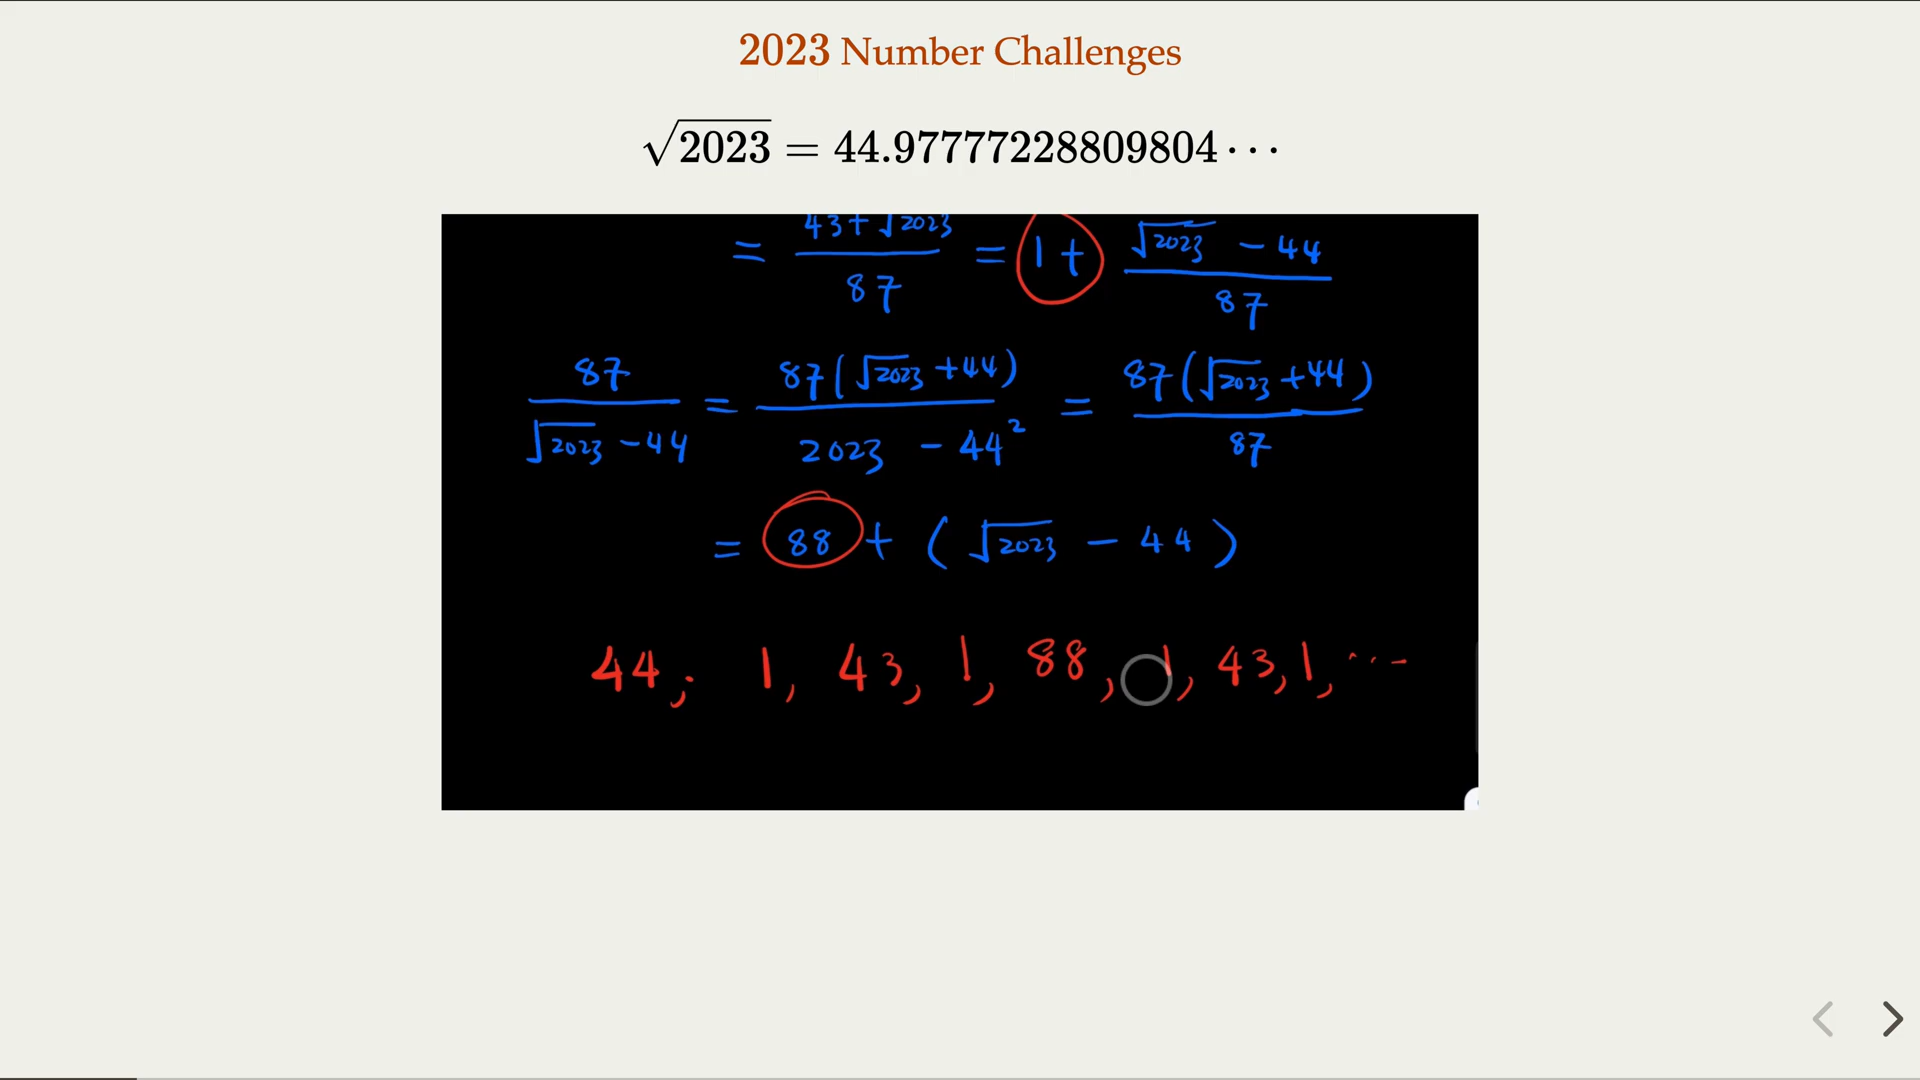 2023 Number Challenges
√2023 = 44.97777228809804⋯
= (43+√2023)/87 = 1 + (√2023 - 44)/87
87/(√2023 - 44) = 87(√2023 + 44)/(2023 - 44²) = 87(√2023 + 44)/87
= 88 + (√2023 - 44)
44; 1, 43, 1, 88, 1, 43, 1, ⋯